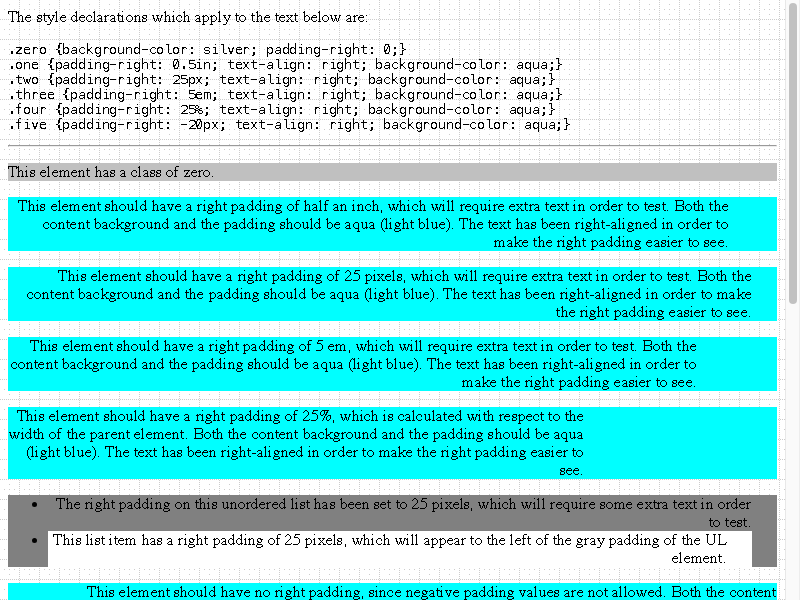 The style declarations which apply to the text below are:
.zero {background-color: silver; padding-right: 0;}
.one {padding-right: 0.5in; text-align: right; background-color: aqua;}
.two {padding-right: 25px; text-align: right; background-color: aqua;}
.three {padding-right: 5em; text-align: right; background-color: aqua;}
.four {padding-right: 25%; text-align: right; background-color: aqua;}
.five {padding-right: -20px; text-align: right; background-color: aqua;}
This element has a class of zero.
This element should have a right padding of half an inch, which will require extra text in order to test. Both the
content background and the padding should be aqua (light blue). The text has been right-aligned in order to
make the right padding easier to see.
This element should have a right padding of 25 pixels, which will require extra text in order to test. Both the
content background and the padding should be aqua (light blue). The text has been right-aligned in order to make
the right padding easier to see.
This element should have a right padding of 5 em, which will require extra text in order to test. Both the
content background and the padding should be aqua (light blue). The text has been right-aligned in order to
make the right padding easier to see.
This element should have a right padding of 25%, which is calculated with respect to the
width of the parent element. Both the content background and the padding should be aqua
(light blue). The text has been right-aligned in order to make the right padding easier to
see.
• The right padding on this unordered list has been set to 25 pixels, which will require some extra text in order
to test.
• This list item has a right padding of 25 pixels, which will appear to the left of the gray padding of the UL
element.
This element should have no right padding, since negative padding values are not allowed. Both the content